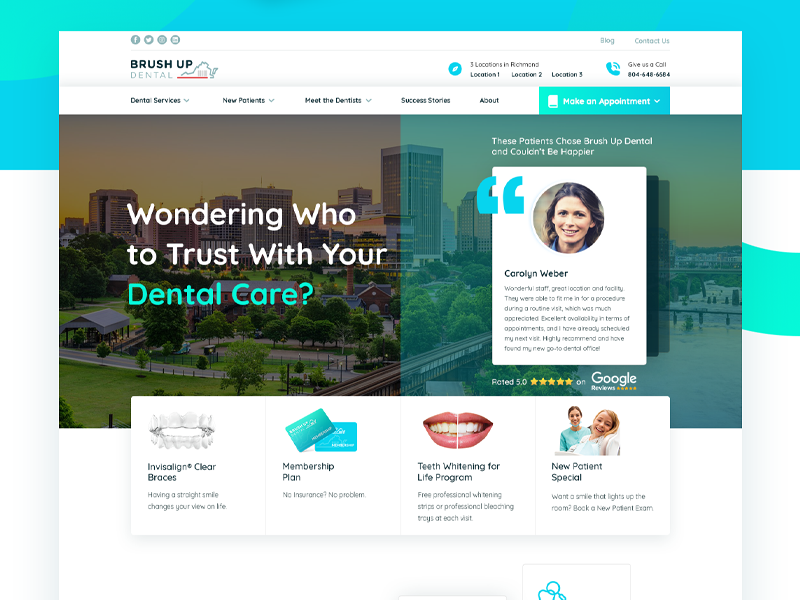 Blog
Contact Us
BRUSH UP
DENTAL
3 Locations in Richmond
Location 1 Location 2 Location 3
Give us a Call
804-648-6584
Dental Services
New Patients
Meet the Dentists
Success Stories
About
Make an Appointment
Wondering Who
to Trust With Your
Dental Care?
These Patients Chose Brush Up Dental
and Couldn't Be Happier
“
Carolyn Weber
Wonderful staff, great location and facility.
They were able to fit me in for a procedure
during a routine visit, which was much
appreciated. Excellent availability in terms of
appointments, and I have already scheduled
my next visit. Highly recommend and have
found my new go-to dental office!
Rated 5.0 ★★★★★ on Google
Reviews ★★★★★
Invisalign® Clear
Braces
Having a straight smile
changes your view on life.
BRUSH UP
Membership
Plan
No Insurance? No problem.
Teeth Whitening for
Life Program
Free professional whitening
strips or professional bleaching
trays at each visit.
New Patient
Special
Want a smile that lights up the
room? Book a New Patient Exam.